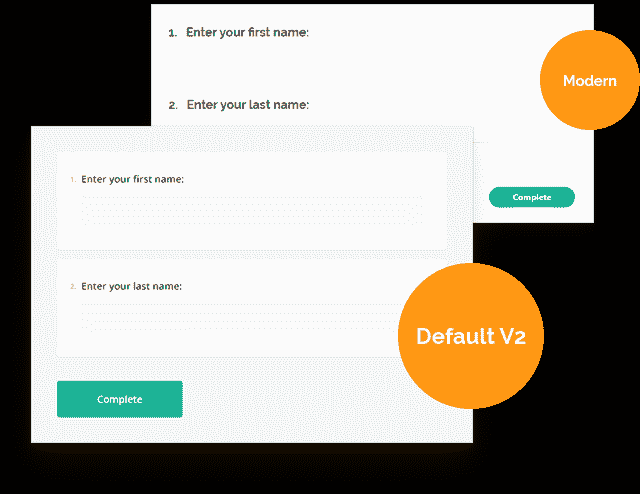 1. Enter your first name:
Modern
2. Enter your last name:
Complete
1. Enter your first name:
2. Enter your last name:
Default V2
Complete